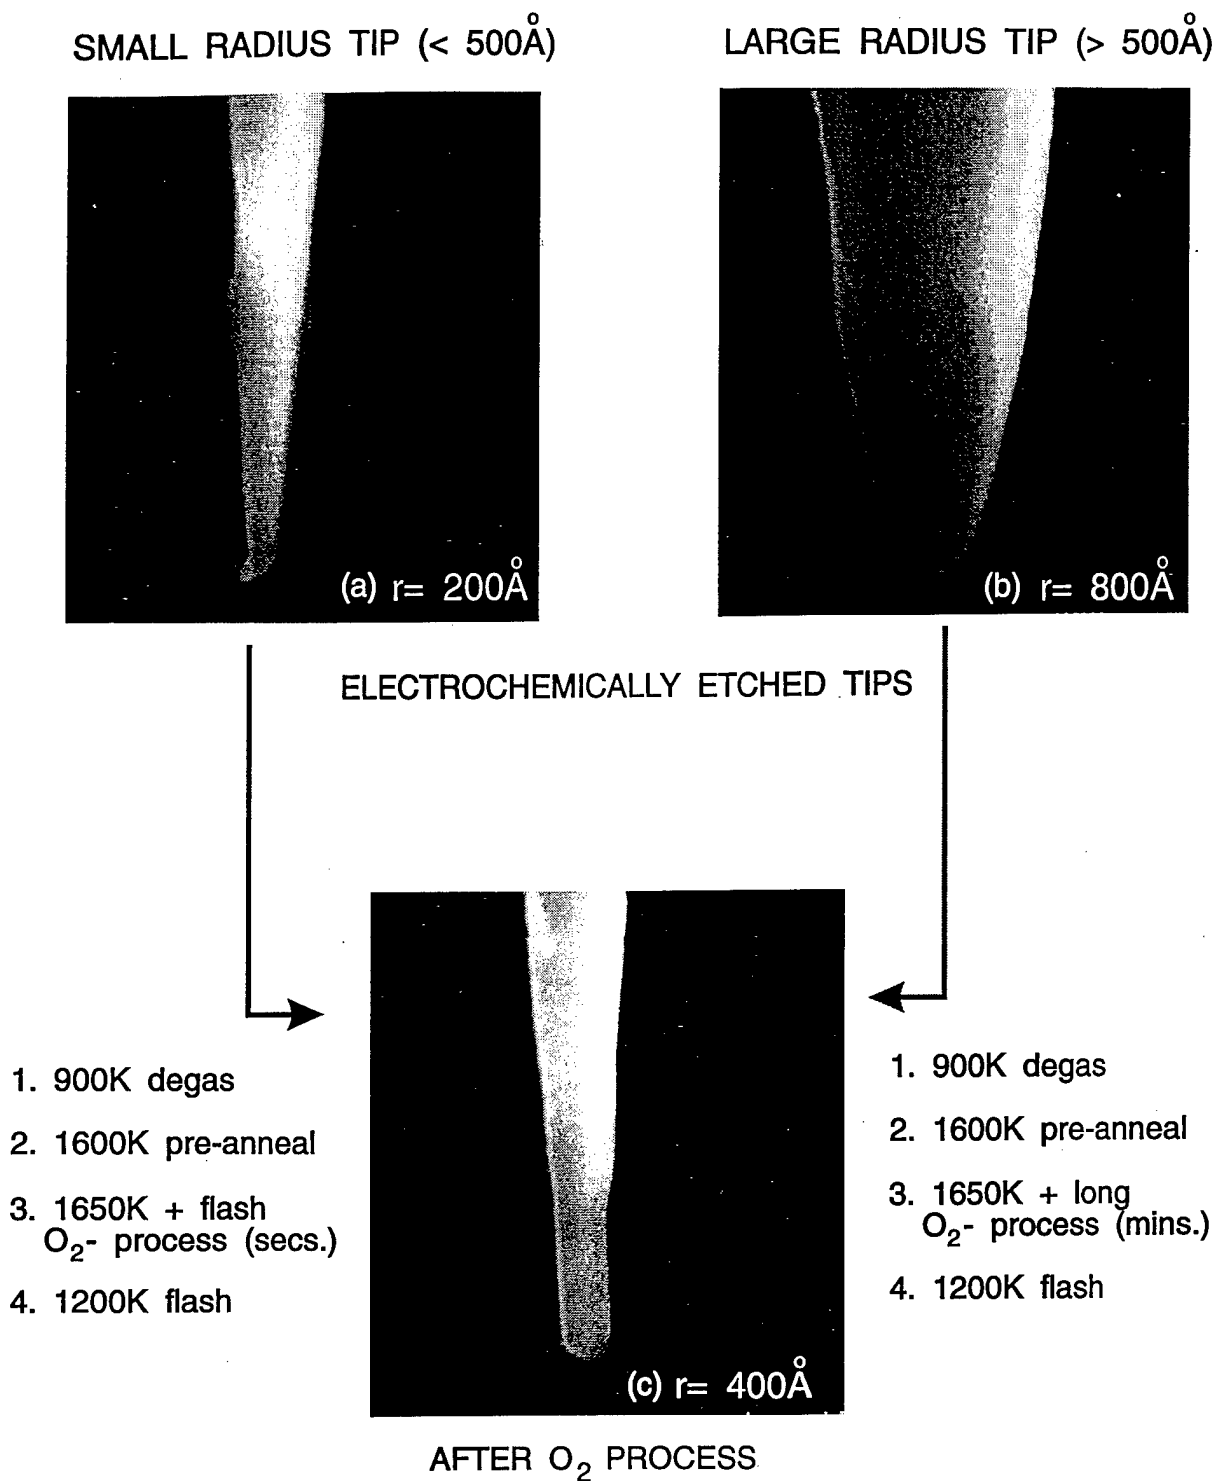 SMALL RADIUS TIP (< 500Å)
LARGE RADIUS TIP (> 500Å)
(a) r= 200Å
(b) r= 800Å
ELECTROCHEMICALLY ETCHED TIPS
1. 900K degas
2. 1600K pre-anneal
3. 1650K + flash
O₂- process (secs.)
4. 1200K flash
1. 900K degas
2. 1600K pre-anneal
3. 1650K + long
O₂- process (mins.)
4. 1200K flash
(c) r= 400Å
AFTER O₂ PROCESS